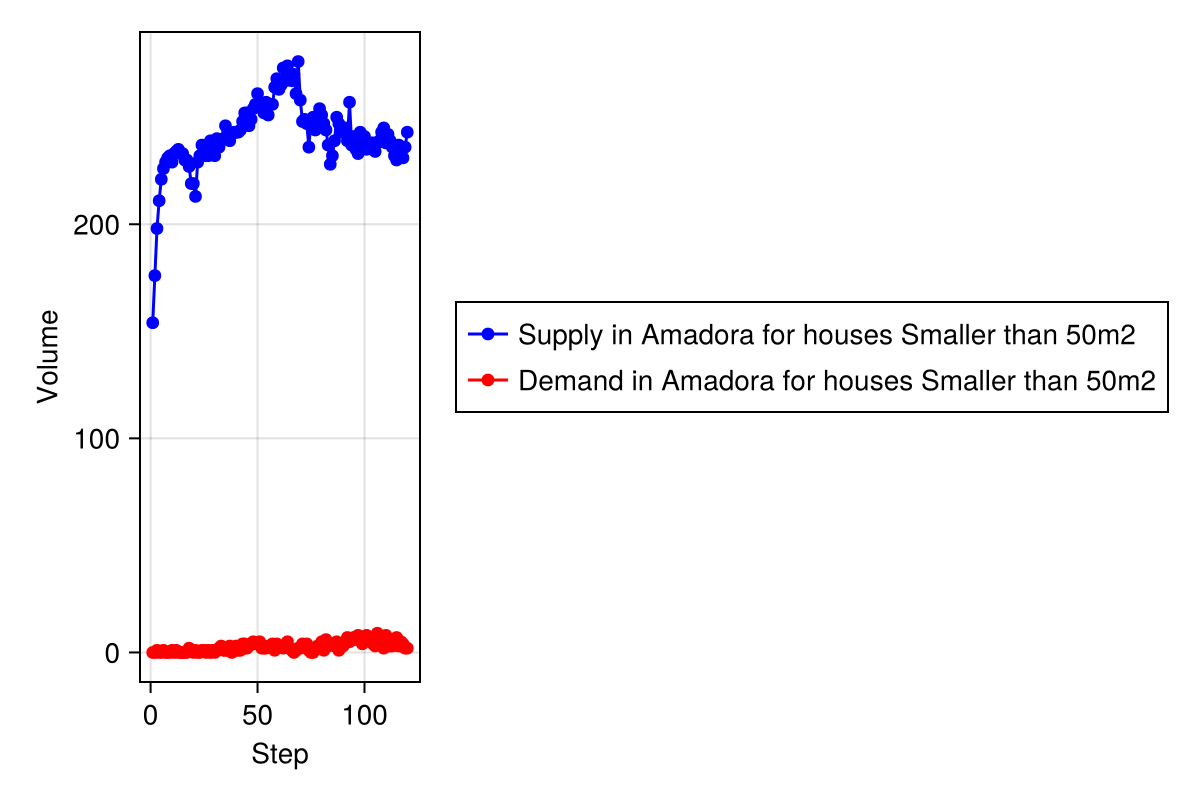 200
100
0
Volume
0 50 100
Step
Supply in Amadora for houses Smaller than 50m2
Demand in Amadora for houses Smaller than 50m2